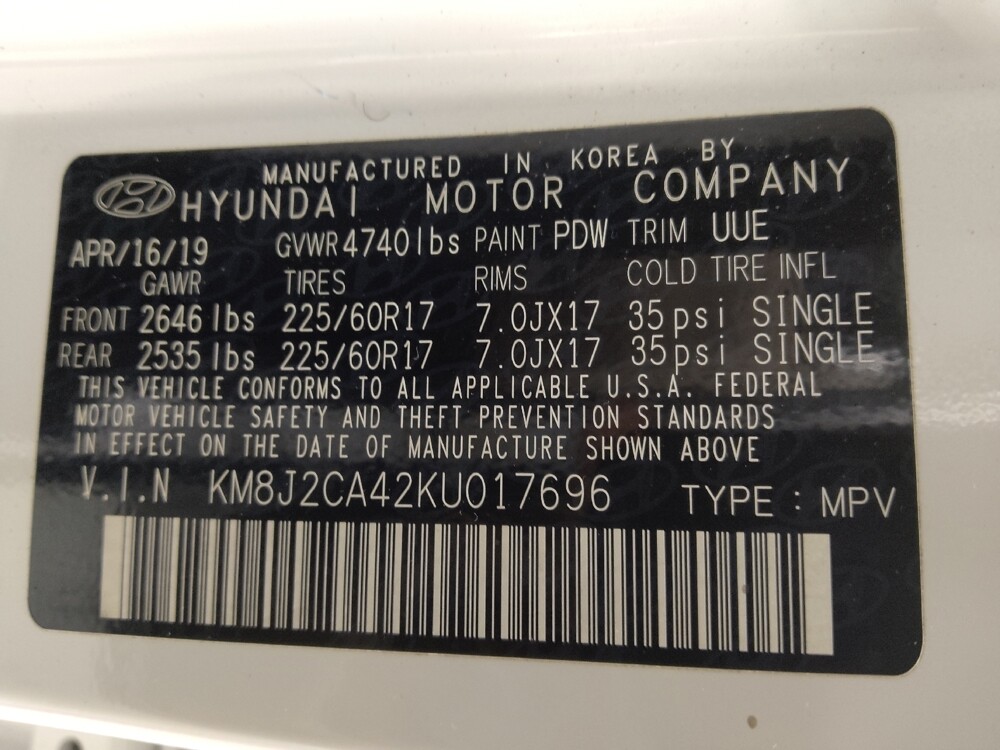 MANUFACTURED IN KOREA BY
HYUNDAI MOTOR COMPANY
APR/16/19 GVWR 4740lbs PAINT PDW TRIM UUE
GAWR TIRES RIMS COLD TIRE INFL
FRONT 2646 lbs 225/60R17 7.0JX17 35psi SINGLE
REAR 2535 lbs 225/60R17 7.0JX17 35psi SINGLE
THIS VEHICLE CONFORMS TO ALL APPLICABLE U.S.A. FEDERAL
MOTOR VEHICLE SAFETY AND THEFT PREVENTION STANDARDS
IN EFFECT ON THE DATE OF MANUFACTURE SHOWN ABOVE
V.I.N KM8J2CA42KU017696 TYPE : MPV